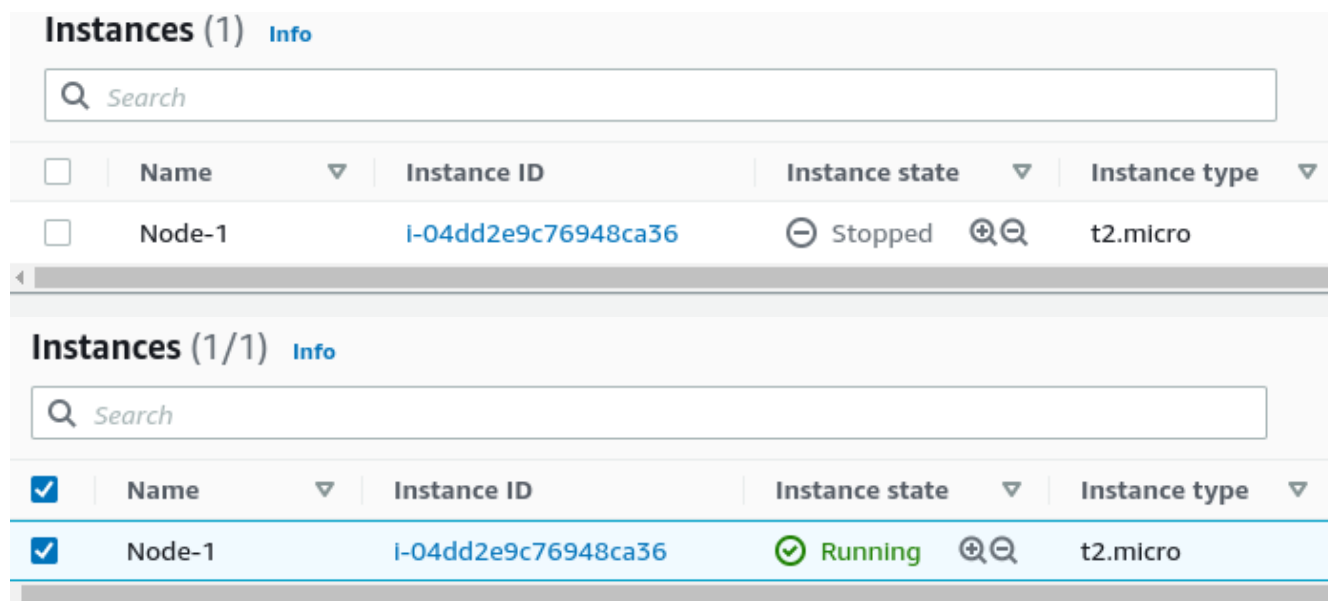 Instances (1) Info
Search
Name Instance ID Instance state Instance type
Node-1 i-04dd2e9c76948ca36 Stopped t2.micro
Instances (1/1) Info
Search
Name Instance ID Instance state Instance type
Node-1 i-04dd2e9c76948ca36 Running t2.micro